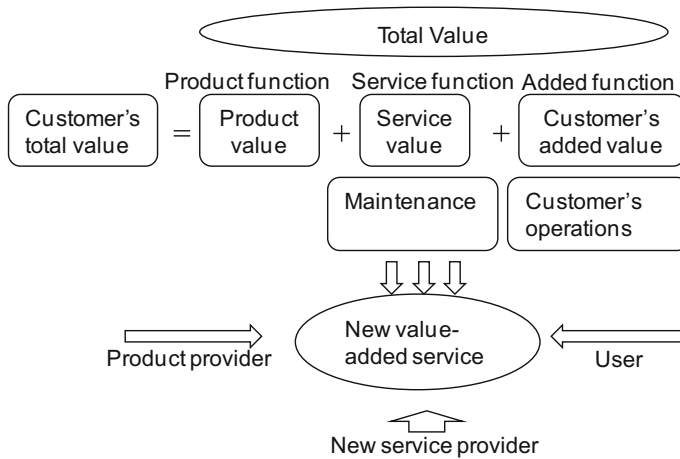 Total Value
Product function Service function Added function
Customer's = Product + Service + Customer's
total value value value added value
Maintenance Customer's
operations
New value-
added service
Product provider User
New service provider